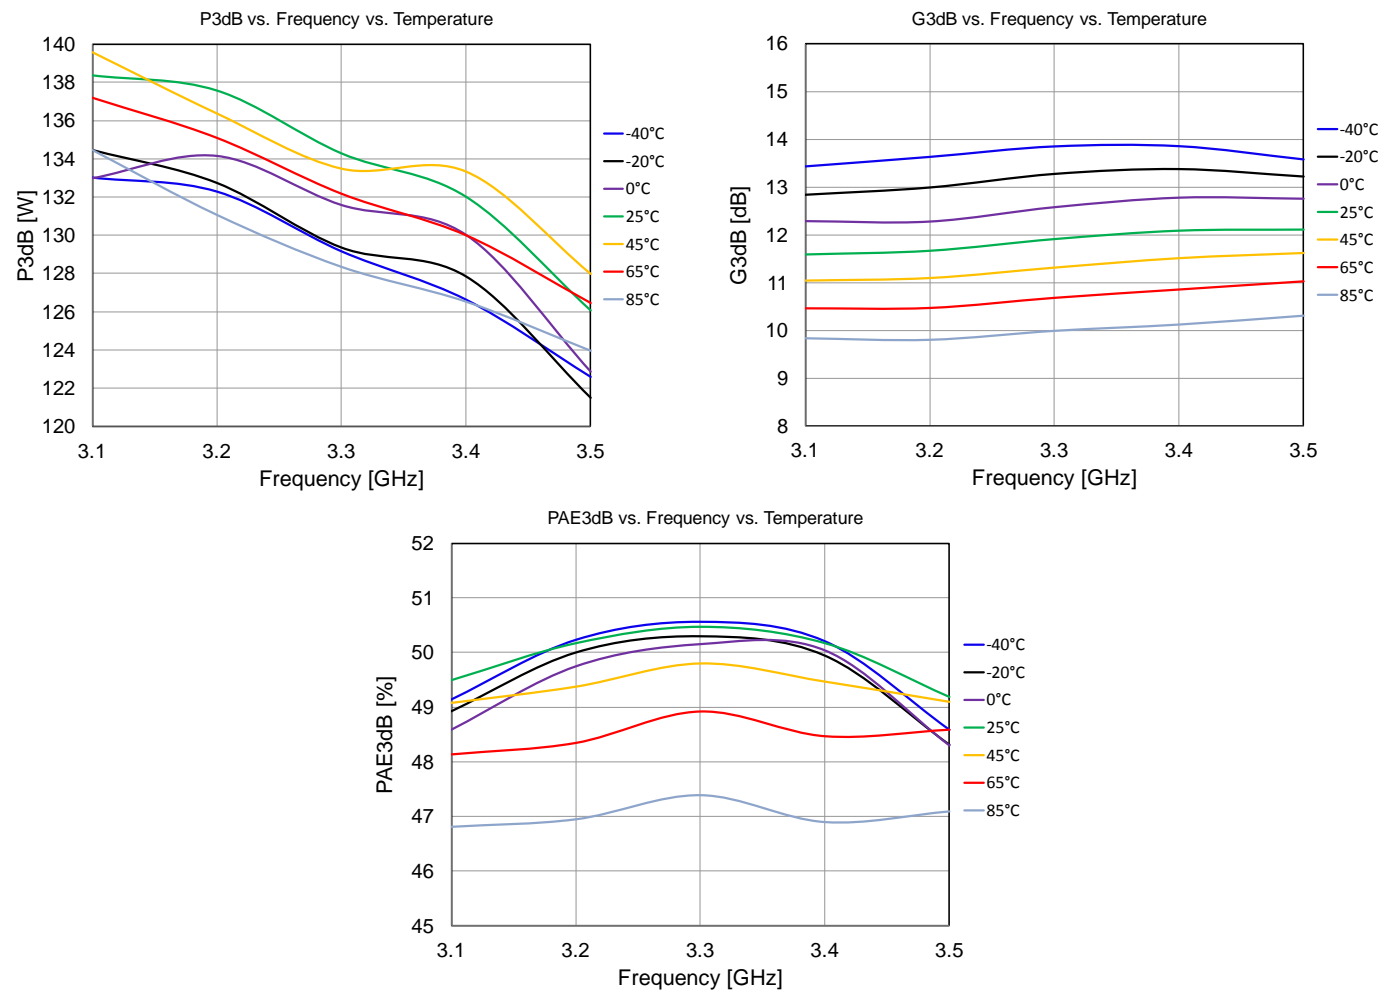 P3dB vs. Frequency vs. Temperature
140
138
136
134
132
130
128
126
124
122
120
P3dB [W]
3.1 3.2 3.3 3.4 3.5
Frequency [GHz]
-40°C
-20°C
0°C
25°C
45°C
65°C
85°C
G3dB vs. Frequency vs. Temperature
16
15
14
13
12
11
10
9
8
G3dB [dB]
3.1 3.2 3.3 3.4 3.5
Frequency [GHz]
-40°C
-20°C
0°C
25°C
45°C
65°C
85°C
PAE3dB vs. Frequency vs. Temperature
52
51
50
49
48
47
46
45
PAE3dB [%]
3.1 3.2 3.3 3.4 3.5
Frequency [GHz]
-40°C
-20°C
0°C
25°C
45°C
65°C
85°C